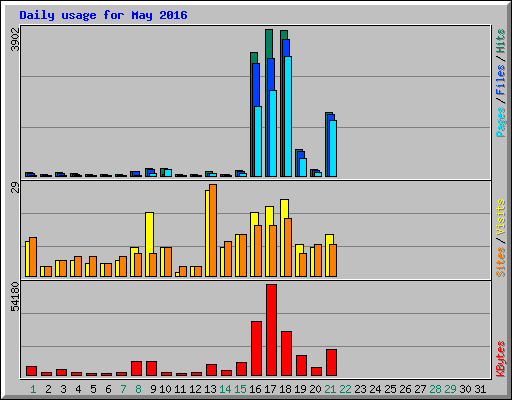 Daily usage for May 2016
3902
Pages / Files / Hits
29
Sites / Visits
54180
KBytes
1 2 3 4 5 6 7 8 9 10 11 12 13 14 15 16 17 18 19 20 21 22 23 24 25 26 27 28 29 30 31